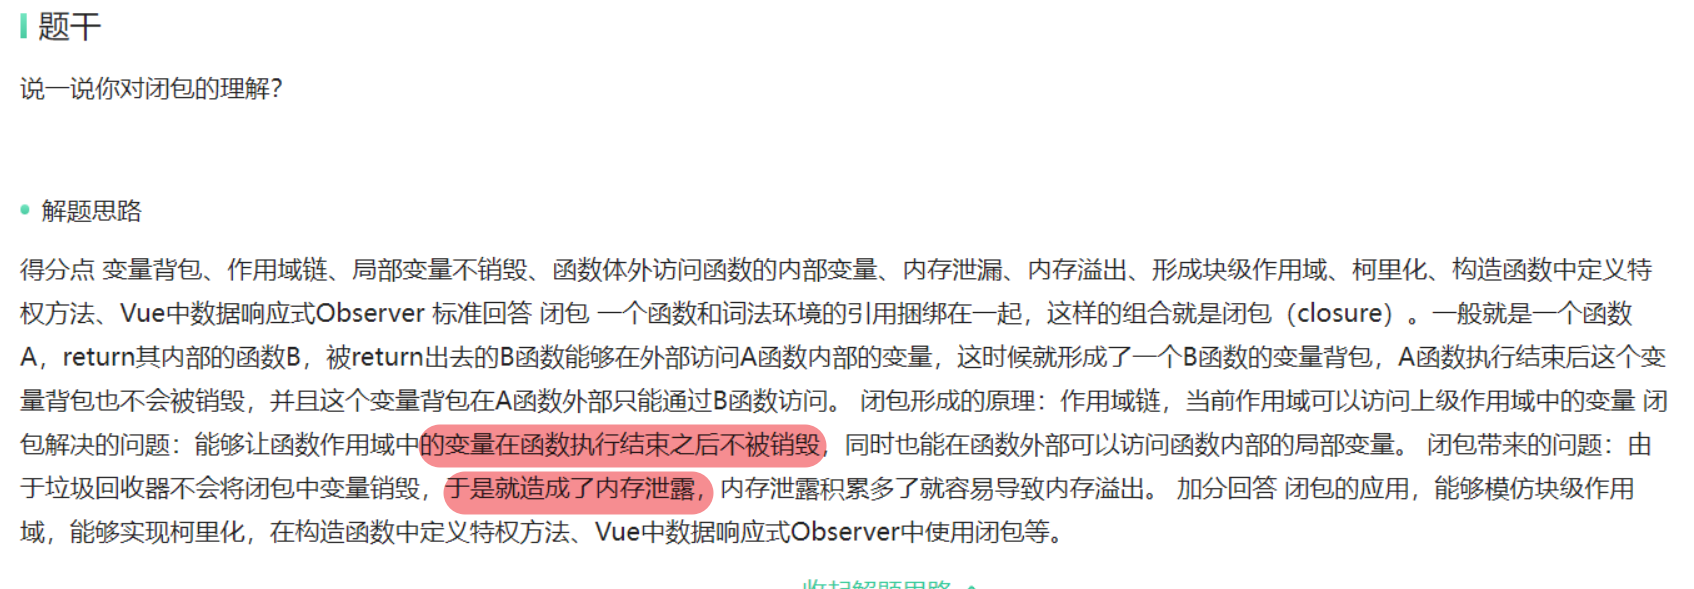 题干
说一说你对闭包的理解？
解题思路
得分点 变量背包、作用域链、局部变量不销毁、函数体外访问函数的内部变量、内存泄漏、内存溢出、形成块级作用域、柯里化、构造函数中定义特
权方法、Vue中数据响应式Observer 标准回答 闭包 一个函数和词法环境的引用捆绑在一起，这样的组合就是闭包（closure）。一般就是一个函数
A，return其内部的函数B，被return出去的B函数能够在外部访问A函数内部的变量，这时候就形成了一个B函数的变量背包，A函数执行结束后这个变
量背包也不会被销毁，并且这个变量背包在A函数外部只能通过B函数访问。 闭包形成的原理：作用域链，当前作用域可以访问上级作用域中的变量 闭
包解决的问题：能够让函数作用域中的变量在函数执行结束之后不被销毁，同时也能在函数外部可以访问函数内部的局部变量。 闭包带来的问题：由
于垃圾回收器不会将闭包中变量销毁，于是就造成了内存泄露，内存泄露积累多了就容易导致内存溢出。 加分回答 闭包的应用，能够模仿块级作用
域，能够实现柯里化，在构造函数中定义特权方法、Vue中数据响应式Observer中使用闭包等。
收起解题思路